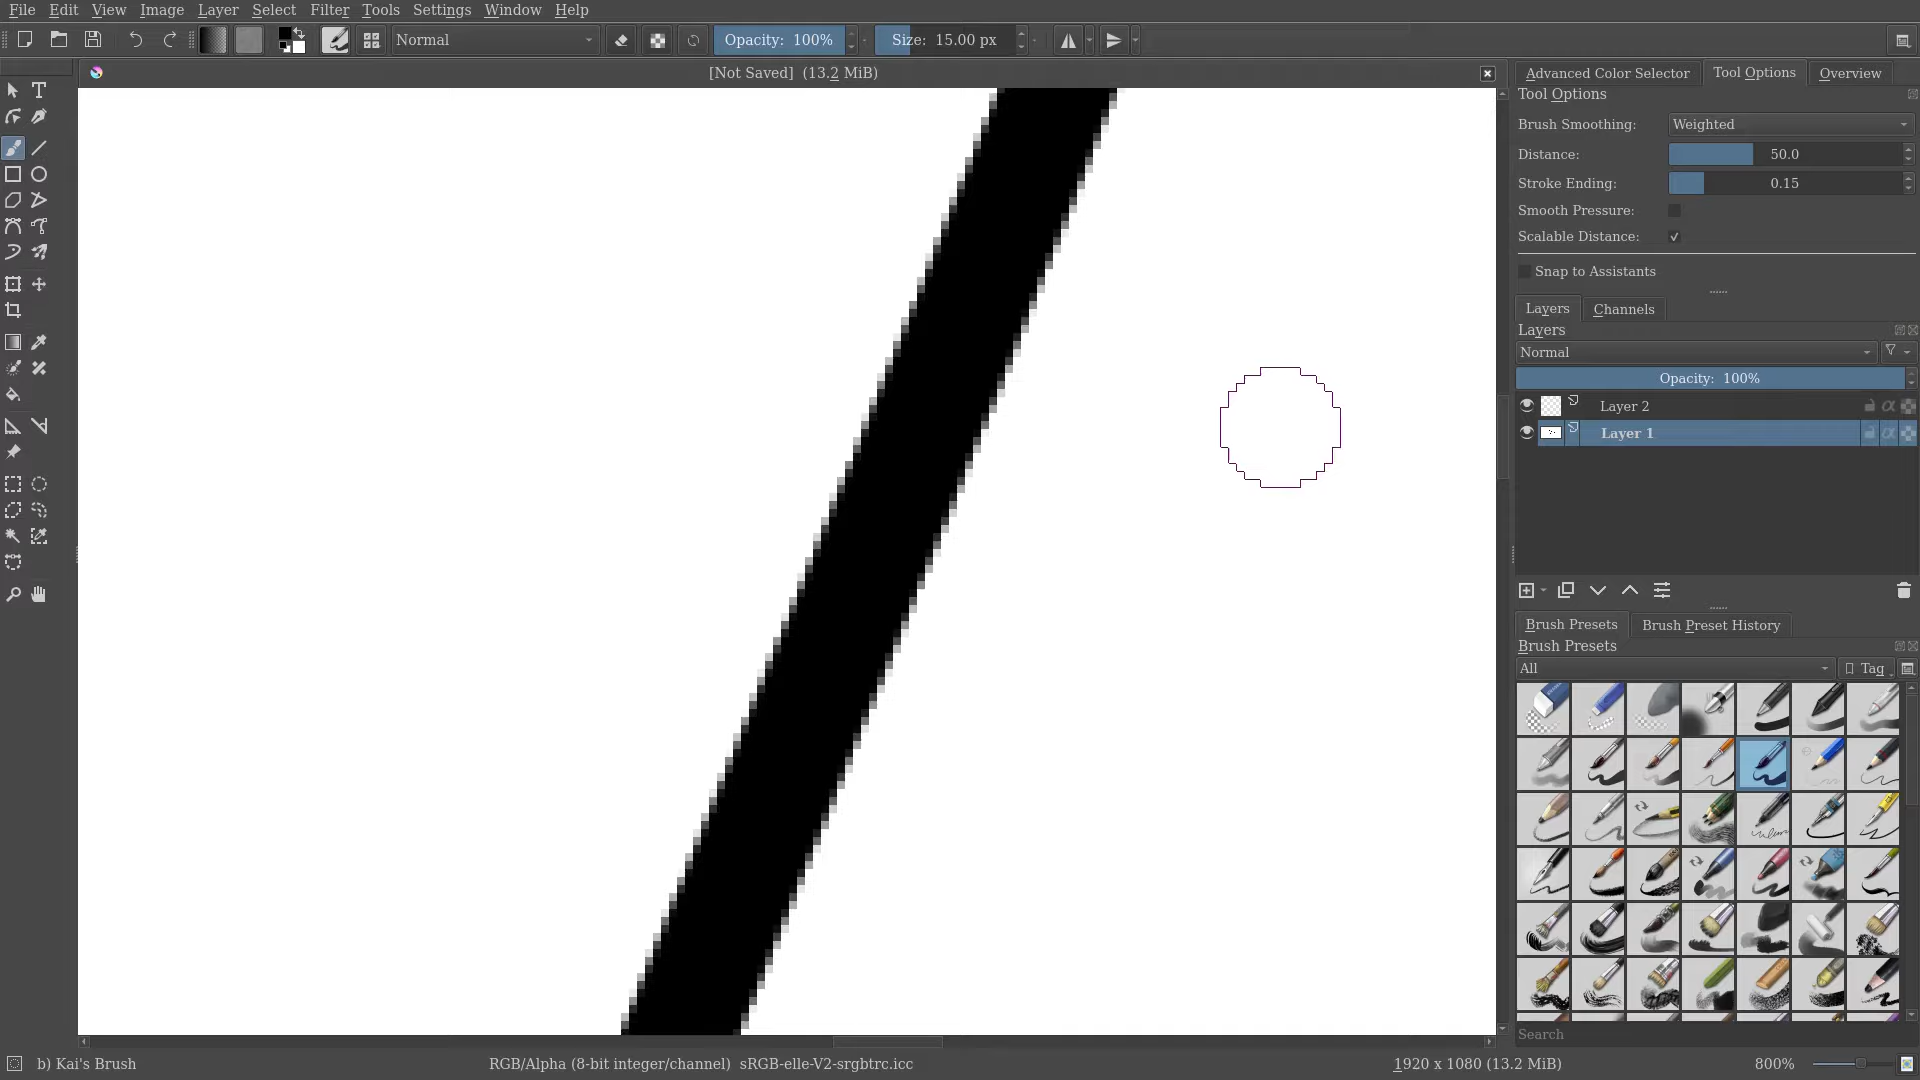 File Edit View Image Layer Select Filter Tools Settings Window Help
Normal Opacity: 100% Size: 15.00 px
[Not Saved] (13.2 MiB)
Advanced Color Selector Tool Options Overview
Tool Options
Brush Smoothing: Weighted
Distance: 50.0
Stroke Ending: 0.15
Smooth Pressure:
Scalable Distance:
Snap to Assistants
Layers Channels
Layers
Normal
Opacity: 100%
Layer 2
Layer 1
Brush Presets Brush Preset History
Brush Presets
All Tag
Search
b) Kai's Brush RGB/Alpha (8-bit integer/channel) sRGB-elle-V2-srgbtrc.icc 1920 x 1080 (13.2 MiB) 800%